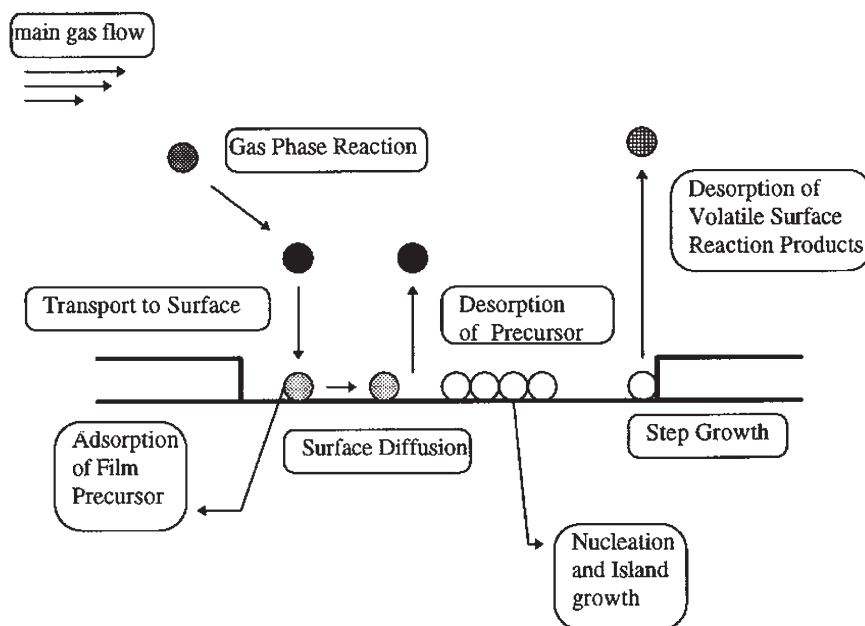 main gas flow
Gas Phase Reaction
Desorption of
Volatile Surface
Reaction Products
Transport to Surface
Desorption
of Precursor
Adsorption
of Film
Precursor
Surface Diffusion
Step Growth
Nucleation
and Island
growth